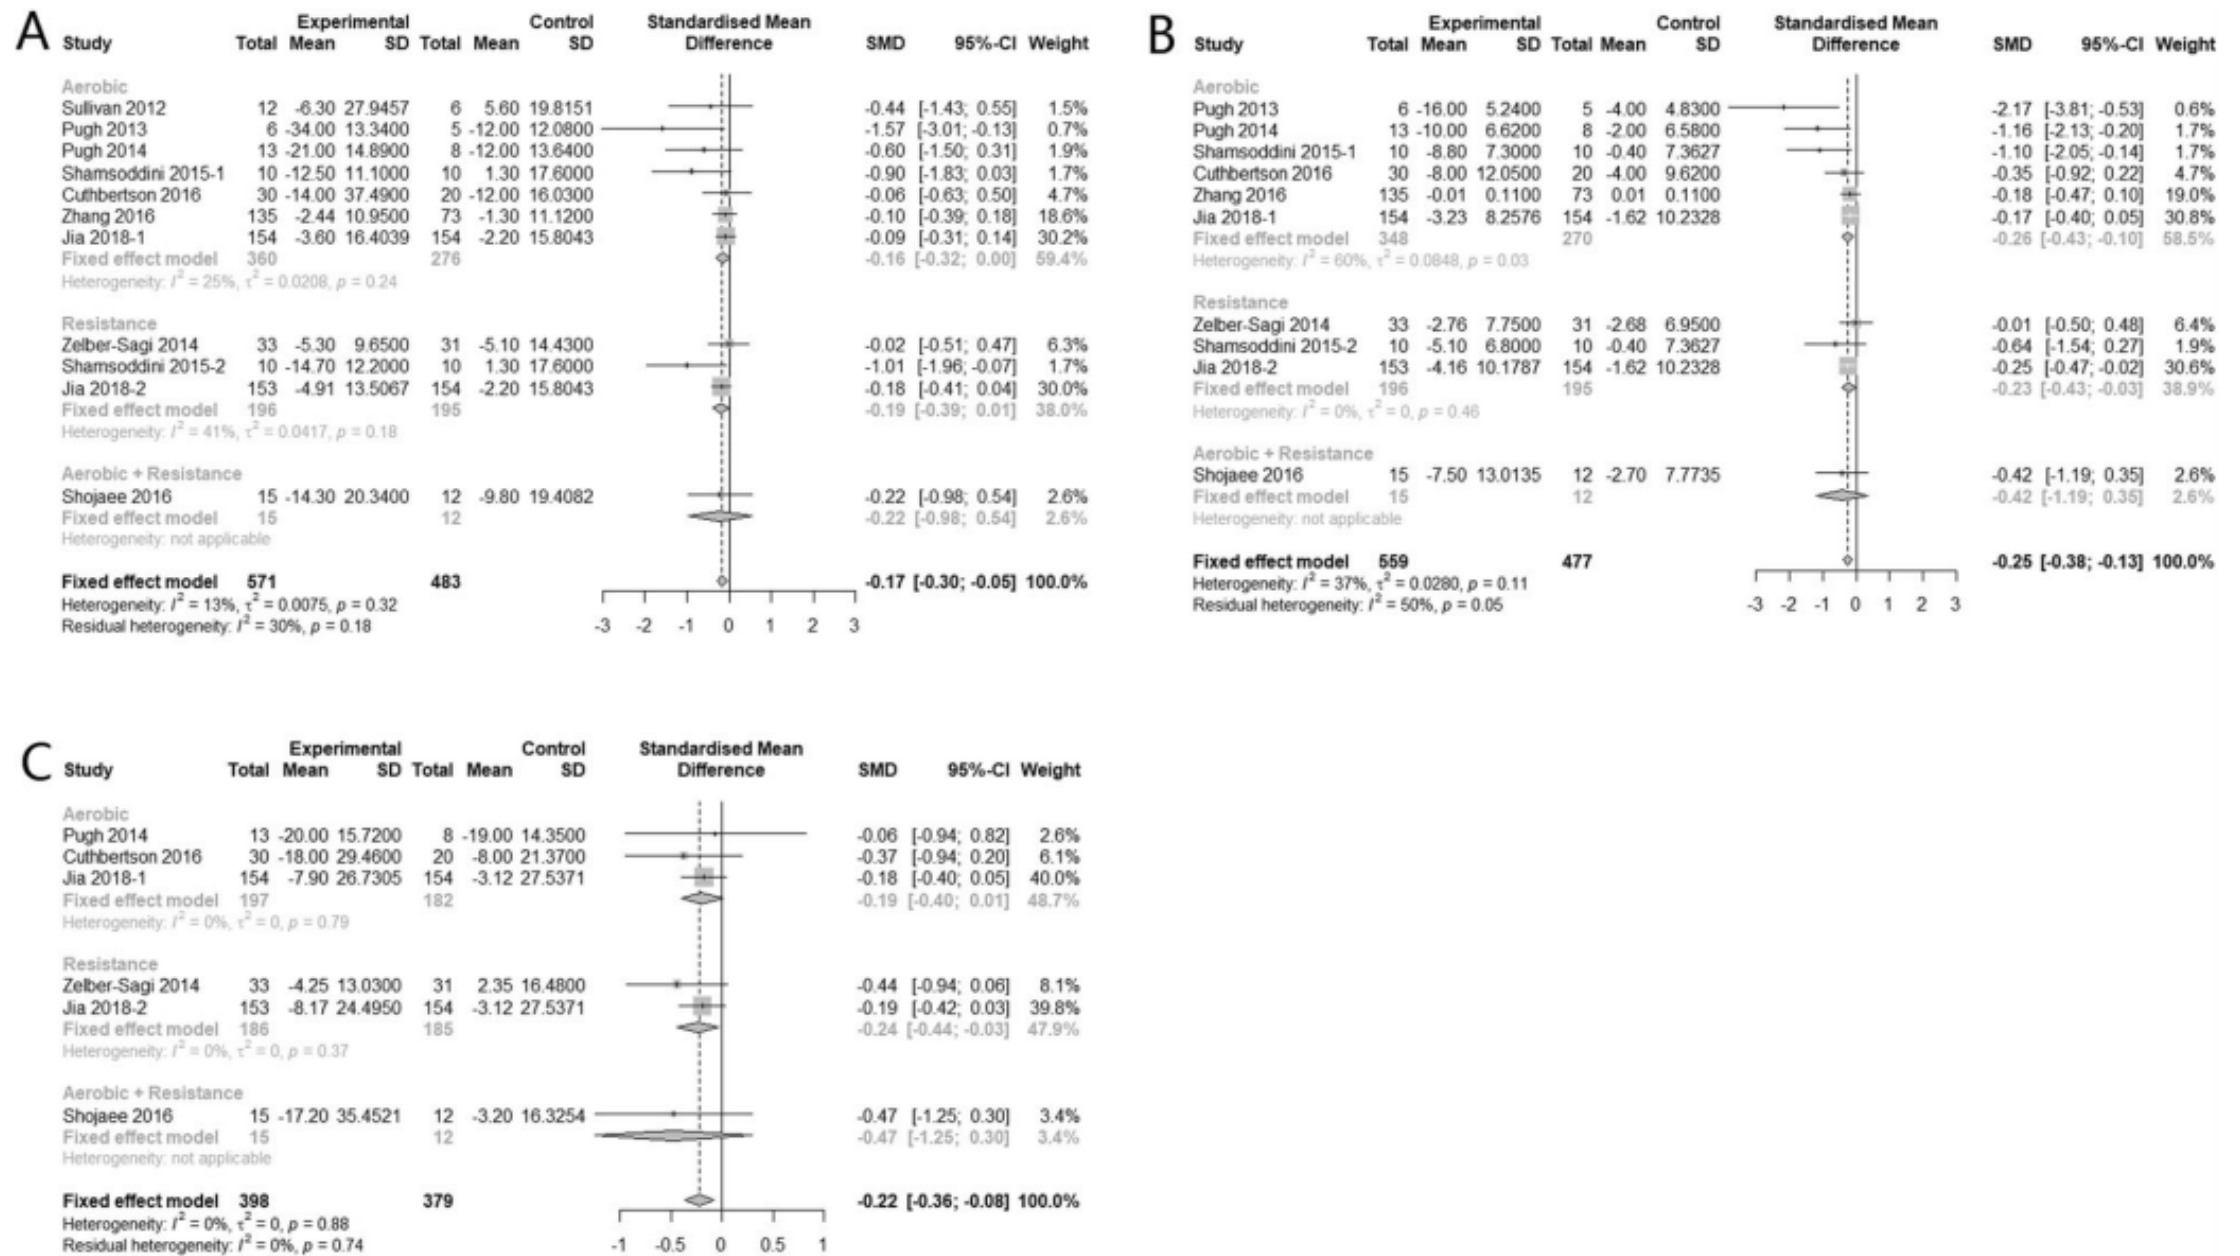 A
Experimental Control Standardised Mean
Study Total Mean SD Total Mean SD Difference SMD 95%-CI Weight
Aerobic
Sullivan 2012 12 -6.30 27.9457 6 5.60 19.8151 -0.44 [-1.43; 0.55] 1.5%
Pugh 2013 6 -34.00 13.3400 5 -12.00 12.0800 -1.57 [-3.01; -0.13] 0.7%
Pugh 2014 13 -21.00 14.8900 8 -12.00 13.6400 -0.60 [-1.50; 0.31] 1.9%
Shamsoddini 2015-1 10 -12.50 11.1000 10 1.30 17.6000 -0.90 [-1.83; 0.03] 1.7%
Cuthbertson 2016 30 -14.00 37.4900 20 -12.00 16.0300 -0.06 [-0.63; 0.50] 4.7%
Zhang 2016 135 -2.44 10.9500 73 -1.30 11.1200 -0.10 [-0.39; 0.18] 18.6%
Jia 2018-1 154 -3.60 16.4039 154 -2.20 15.8043 -0.09 [-0.31; 0.14] 30.2%
Fixed effect model 360 276 -0.16 [-0.32; 0.00] 59.4%
Heterogeneity: I² = 25%, τ² = 0.0208, p = 0.24
Resistance
Zelber-Sagi 2014 33 -5.30 9.6500 31 -5.10 14.4300 -0.02 [-0.51; 0.47] 6.3%
Shamsoddini 2015-2 10 -14.70 12.2000 10 1.30 17.6000 -1.01 [-1.96; -0.07] 1.7%
Jia 2018-2 153 -4.91 13.5067 154 -2.20 15.8043 -0.18 [-0.41; 0.04] 30.0%
Fixed effect model 196 195 -0.19 [-0.39; 0.01] 38.0%
Heterogeneity: I² = 41%, τ² = 0.0417, p = 0.18
Aerobic + Resistance
Shojaee 2016 15 -14.30 20.3400 12 -9.80 19.4082 -0.22 [-0.98; 0.54] 2.6%
Fixed effect model 15 12 -0.22 [-0.98; 0.54] 2.6%
Heterogeneity: not applicable
Fixed effect model 571 483 -0.17 [-0.30; -0.05] 100.0%
Heterogeneity: I² = 13%, τ² = 0.0075, p = 0.32
Residual heterogeneity: I² = 30%, p = 0.18
-3 -2 -1 0 1 2 3
B
Experimental Control Standardised Mean
Study Total Mean SD Total Mean SD Difference SMD 95%-CI Weight
Aerobic
Pugh 2013 6 -16.00 5.2400 5 -4.00 4.8300 -2.17 [-3.81; -0.53] 0.6%
Pugh 2014 13 -10.00 6.6200 8 -2.00 6.5800 -1.16 [-2.13; -0.20] 1.7%
Shamsoddini 2015-1 10 -8.80 7.3000 10 -0.40 7.3627 -1.10 [-2.05; -0.14] 1.7%
Cuthbertson 2016 30 -8.00 12.0500 20 -4.00 9.6200 -0.35 [-0.92; 0.22] 4.7%
Zhang 2016 135 -0.01 0.1100 73 0.01 0.1100 -0.18 [-0.47; 0.10] 19.0%
Jia 2018-1 154 -3.23 8.2576 154 -1.62 10.2328 -0.17 [-0.40; 0.05] 30.8%
Fixed effect model 348 270 -0.26 [-0.43; -0.10] 58.5%
Heterogeneity: I² = 60%, τ² = 0.0848, p = 0.03
Resistance
Zelber-Sagi 2014 33 -2.76 7.7500 31 -2.68 6.9500 -0.01 [-0.50; 0.48] 6.4%
Shamsoddini 2015-2 10 -5.10 6.8000 10 -0.40 7.3627 -0.64 [-1.54; 0.27] 1.9%
Jia 2018-2 153 -4.16 10.1787 154 -1.62 10.2328 -0.25 [-0.47; -0.02] 30.6%
Fixed effect model 196 195 -0.23 [-0.43; -0.03] 38.9%
Heterogeneity: I² = 0%, τ² = 0, p = 0.46
Aerobic + Resistance
Shojaee 2016 15 -7.50 13.0135 12 -2.70 7.7735 -0.42 [-1.19; 0.35] 2.6%
Fixed effect model 15 12 -0.42 [-1.19; 0.35] 2.6%
Heterogeneity: not applicable
Fixed effect model 559 477 -0.25 [-0.38; -0.13] 100.0%
Heterogeneity: I² = 37%, τ² = 0.0280, p = 0.11
Residual heterogeneity: I² = 50%, p = 0.05
-3 -2 -1 0 1 2 3
C
Experimental Control Standardised Mean
Study Total Mean SD Total Mean SD Difference SMD 95%-CI Weight
Aerobic
Pugh 2014 13 -20.00 15.7200 8 -19.00 14.3500 -0.06 [-0.94; 0.82] 2.6%
Cuthbertson 2016 30 -18.00 29.4600 20 -8.00 21.3700 -0.37 [-0.94; 0.20] 6.1%
Jia 2018-1 154 -7.90 26.7305 154 -3.12 27.5371 -0.18 [-0.40; 0.05] 40.0%
Fixed effect model 197 182 -0.19 [-0.40; 0.01] 48.7%
Heterogeneity: I² = 0%, τ² = 0, p = 0.79
Resistance
Zelber-Sagi 2014 33 -4.25 13.0300 31 2.35 16.4800 -0.44 [-0.94; 0.06] 8.1%
Jia 2018-2 153 -8.17 24.4950 154 -3.12 27.5371 -0.19 [-0.42; 0.03] 39.8%
Fixed effect model 186 185 -0.24 [-0.44; -0.03] 47.9%
Heterogeneity: I² = 0%, τ² = 0, p = 0.37
Aerobic + Resistance
Shojaee 2016 15 -17.20 35.4521 12 -3.20 16.3254 -0.47 [-1.25; 0.30] 3.4%
Fixed effect model 15 12 -0.47 [-1.25; 0.30] 3.4%
Heterogeneity: not applicable
Fixed effect model 398 379 -0.22 [-0.36; -0.08] 100.0%
Heterogeneity: I² = 0%, τ² = 0, p = 0.88
Residual heterogeneity: I² = 0%, p = 0.74
-1 -0.5 0 0.5 1